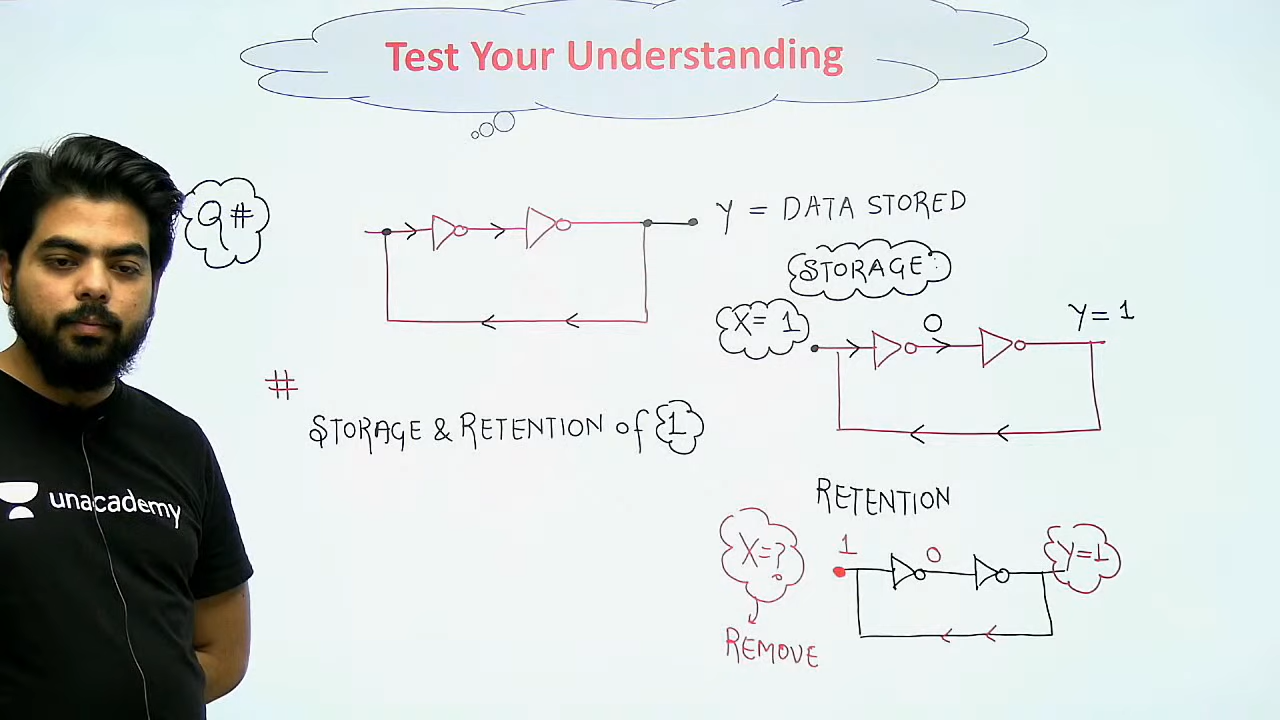 Test Your Understanding
Q#
Y = DATA STORED
STORAGE
X= 1
0
Y= 1
#
STORAGE & RETENTION of 1
RETENTION
X=?
1
0
Y=1
REMOVE
unacademy